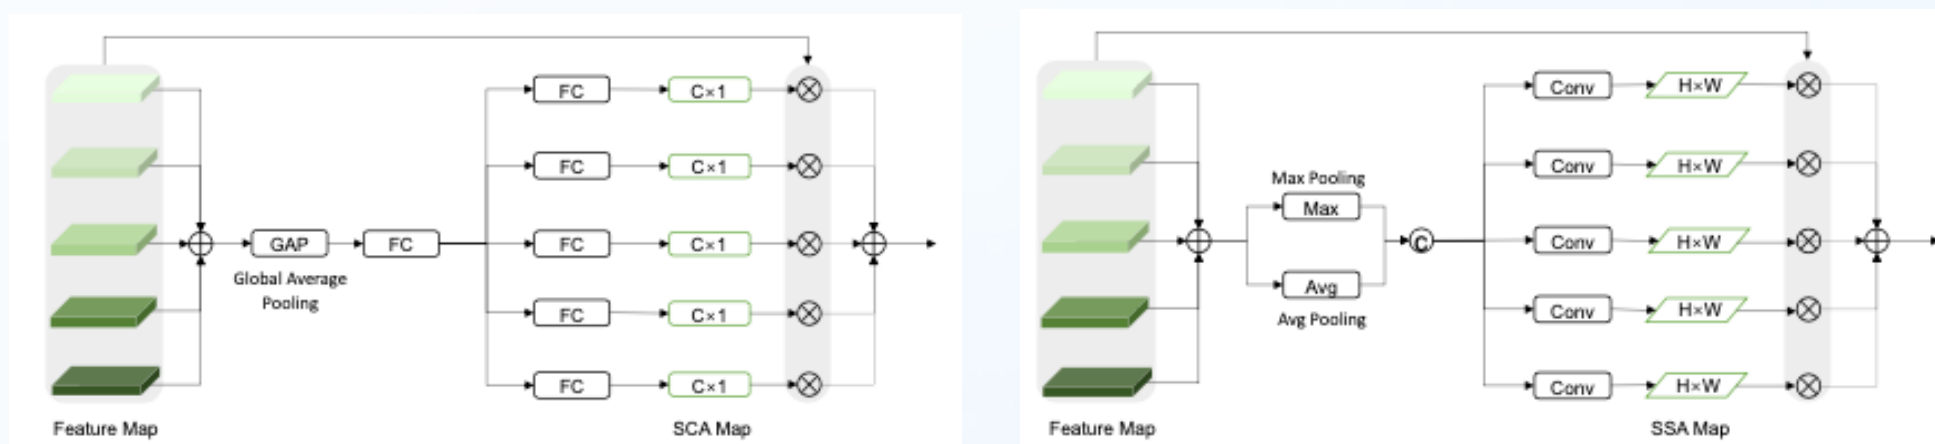 FC
C×1
FC
C×1
GAP
FC
FC
C×1
Global Average
Pooling
FC
C×1
FC
C×1
Feature Map
SCA Map
Conv
H×W
Conv
H×W
Max Pooling
Max
C
Conv
H×W
Avg
Avg Pooling
Conv
H×W
Conv
H×W
Feature Map
SSA Map